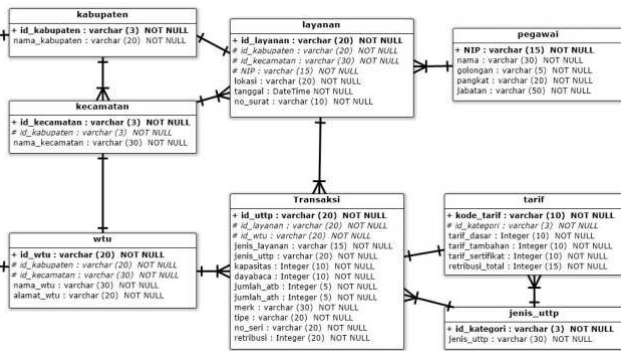 kabupaten
+ id_kabupaten : varchar (3) NOT NULL
nama_kabupaten : varchar (20) NOT NULL
kecamatan
+ id_kecamatan : varchar (3) NOT NULL
# id_kabupaten : varchar (3) NOT NULL
nama_kecamatan : varchar (30) NOT NULL
wtu
+ id_wtu : varchar (20) NOT NULL
# id_kabupaten : varchar (20) NOT NULL
# id_kecamatan : varchar (30) NOT NULL
nama_wtu : varchar (30) NOT NULL
alamat_wtu : varchar (20) NOT NULL
layanan
+ id_layanan : varchar (20) NOT NULL
# id_kabupaten : varchar (20) NOT NULL
# id_kecamatan : varchar (30) NOT NULL
# NIP : varchar (15) NOT NULL
lokasi : varchar (20) NOT NULL
tanggal : DateTime NOT NULL
no_surat : varchar (10) NOT NULL
Transaksi
+ id_uttp : varchar (20) NOT NULL
# id_layanan : varchar (20) NOT NULL
# id_wtu : varchar (20) NOT NULL
jenis_layanan : varchar (15) NOT NULL
jenis_uttp : varchar (20) NOT NULL
kapasitas : Integer (10) NOT NULL
dayabaca : Integer (10) NOT NULL
jumlah_atb : Integer (5) NOT NULL
jumlah_ath : Integer (5) NOT NULL
merk : varchar (30) NOT NULL
tipe : varchar (20) NOT NULL
no_seri : varchar (20) NOT NULL
retribusi : Integer (20) NOT NULL
pegawai
+ NIP : varchar (15) NOT NULL
nama : varchar (30) NOT NULL
golongan : varchar (5) NOT NULL
pangkat : varchar (20) NOT NULL
jabatan : varchar (50) NOT NULL
tarif
+ kode_tarif : varchar (10) NOT NULL
# id_kategori : varchar (3) NOT NULL
tarif_dasar : Integer (10) NOT NULL
tarif_tambahan : Integer (10) NOT NULL
tarif_sertifikat : Integer (10) NOT NULL
retribusi_total : Integer (15) NOT NULL
jenis_uttp
+ id_kategori : varchar (3) NOT NULL
jenis_uttp : varchar (30) NOT NULL